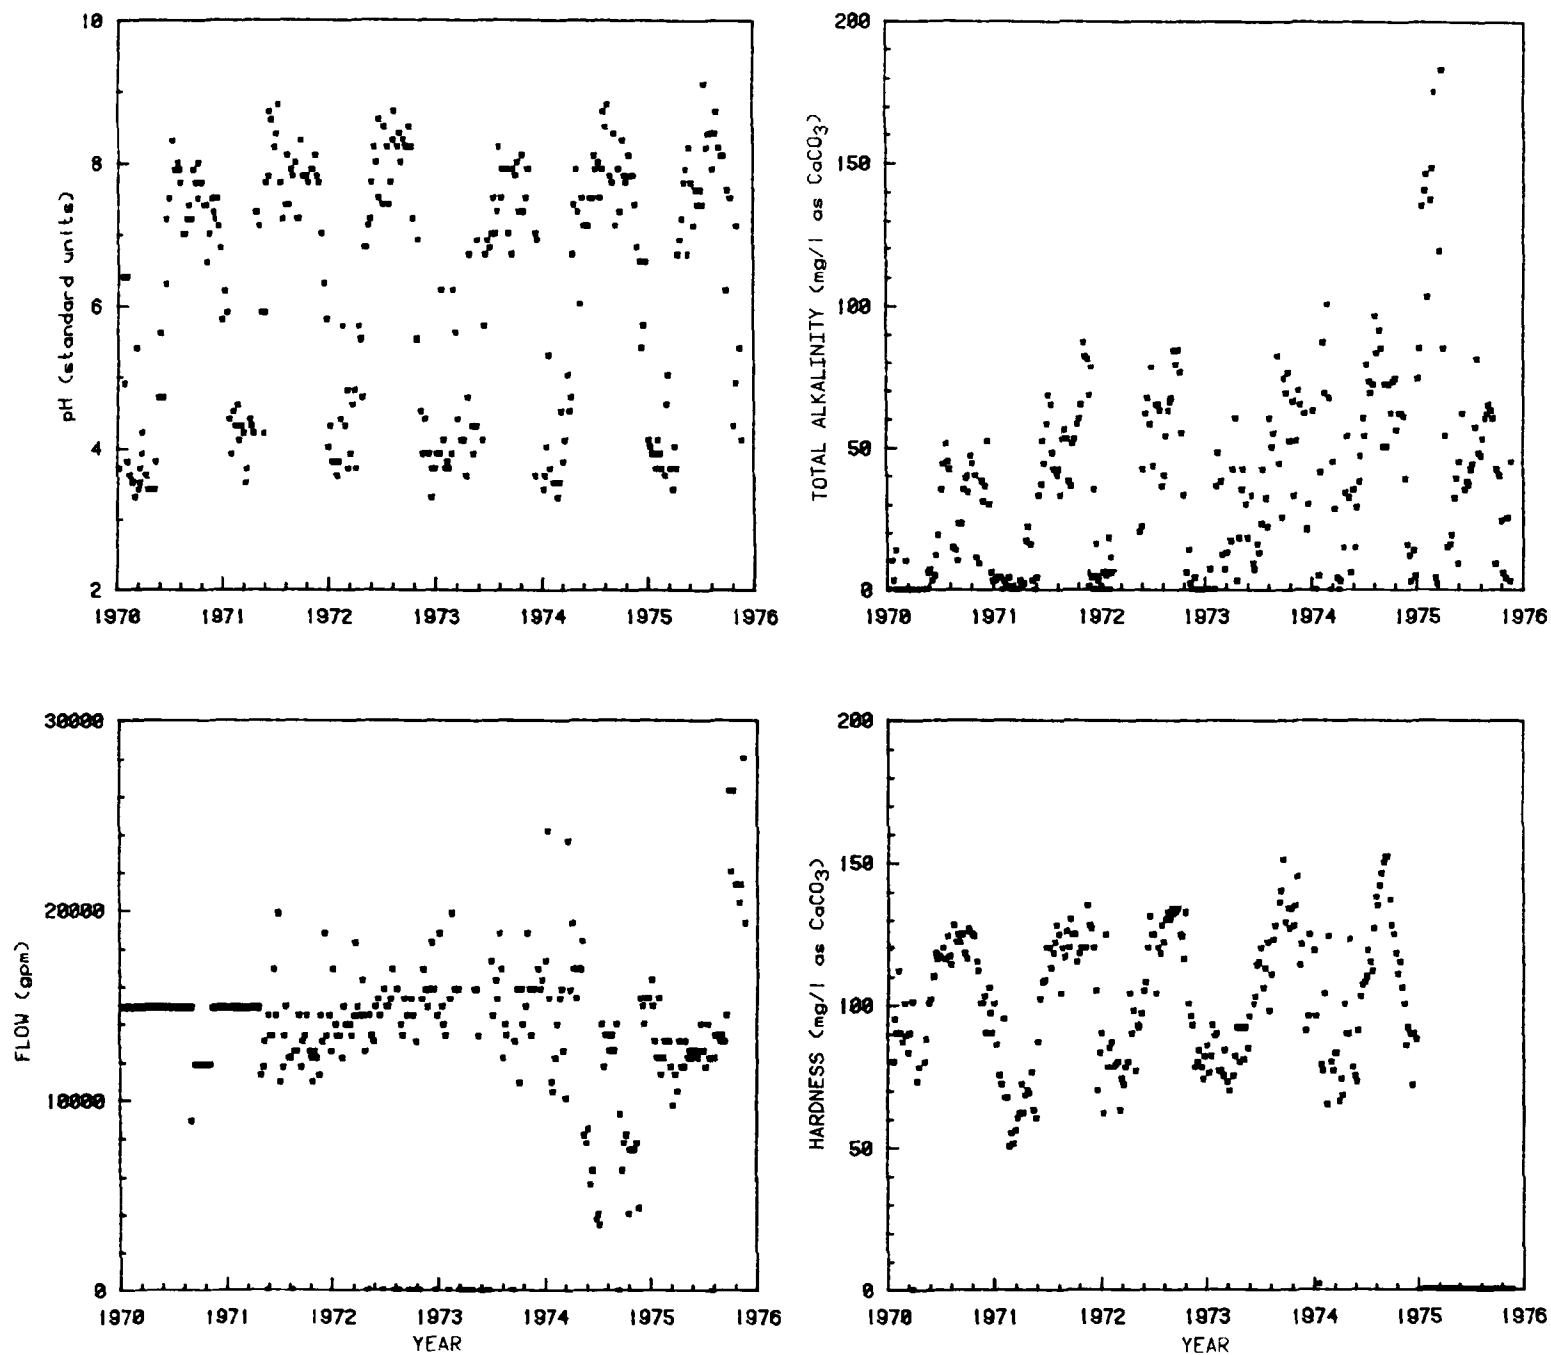 10
8
6
4
2
pH (standard units)
1970 1971 1972 1973 1974 1975 1976
200
150
100
50
0
TOTAL ALKALINITY (mg/l as CaCO3)
1970 1971 1972 1973 1974 1975 1976
30000
20000
10000
0
FLOW (gpm)
1970 1971 1972 1973 1974 1975 1976
YEAR
200
150
100
50
0
HARDNESS (mg/l as CaCO3)
1970 1971 1972 1973 1974 1975 1976
YEAR